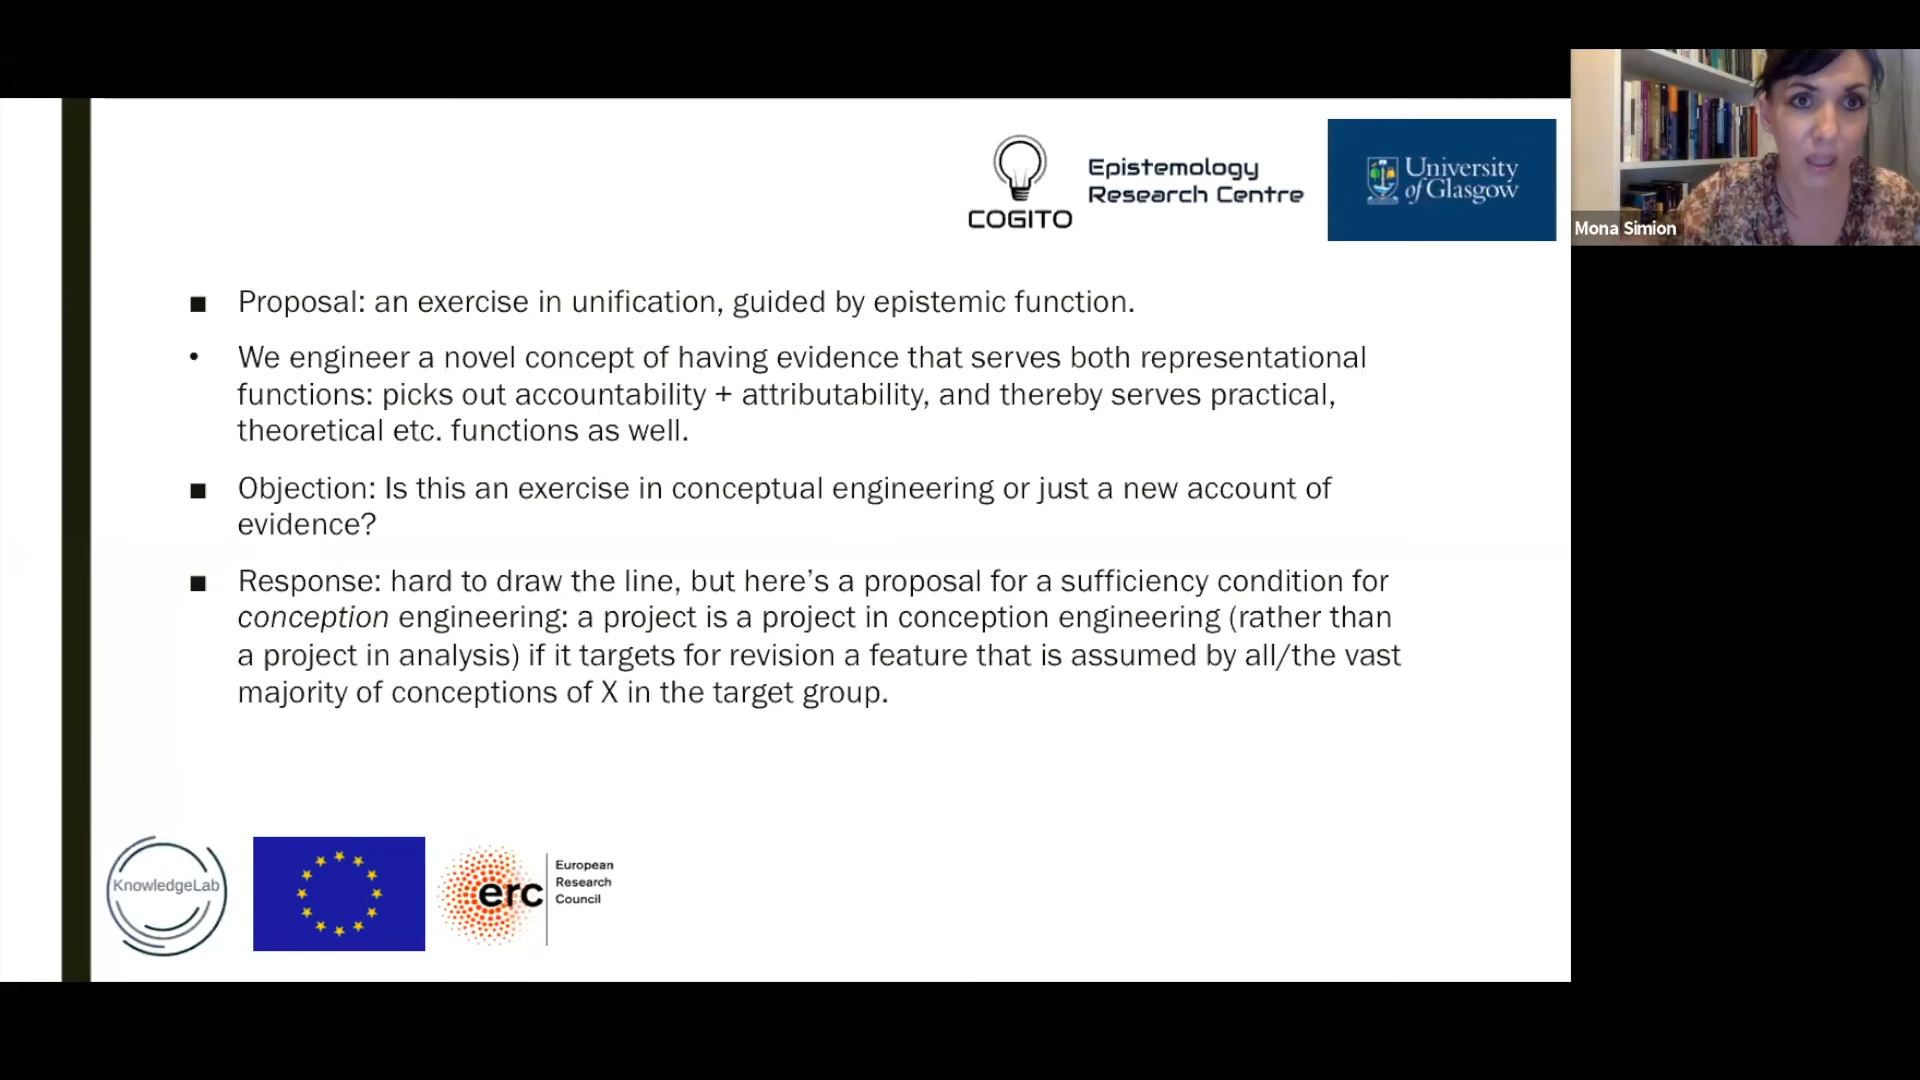 COGITO
Epistemology
Research Centre
University
of Glasgow
Mona Simion
■ Proposal: an exercise in unification, guided by epistemic function.
• We engineer a novel concept of having evidence that serves both representational
functions: picks out accountability + attributability, and thereby serves practical,
theoretical etc. functions as well.
■ Objection: Is this an exercise in conceptual engineering or just a new account of
evidence?
■ Response: hard to draw the line, but here’s a proposal for a sufficiency condition for
conception engineering: a project is a project in conception engineering (rather than
a project in analysis) if it targets for revision a feature that is assumed by all/the vast
majority of conceptions of X in the target group.
KnowledgeLab
erc
European
Research
Council